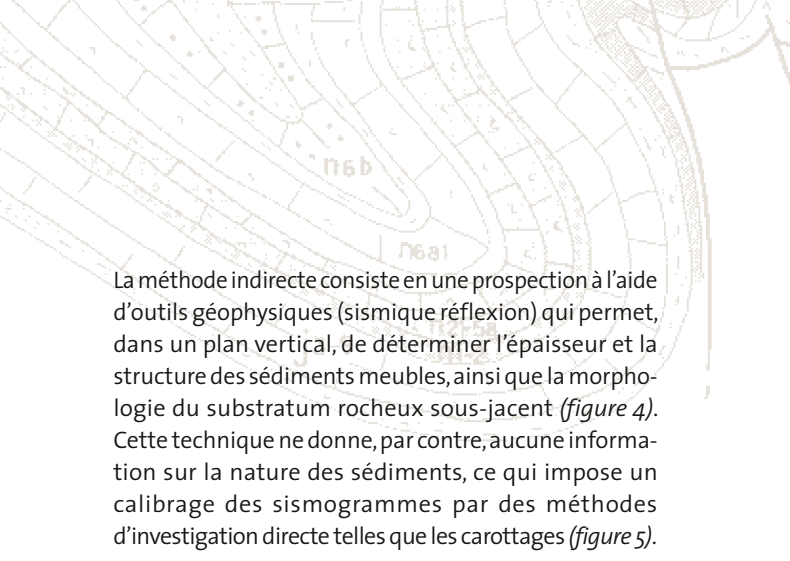 n6b
n6a1
La méthode indirecte consiste en une prospection à l'aide
d'outils géophysiques (sismique réflexion) qui permet,
dans un plan vertical, de déterminer l'épaisseur et la
structure des sédiments meubles, ainsi que la morpho-
logie du substratum rocheux sous-jacent (figure 4).
Cette technique ne donne, par contre, aucune informa-
tion sur la nature des sédiments, ce qui impose un
calibrage des sismogrammes par des méthodes
d'investigation directe telles que les carottages (figure 5).